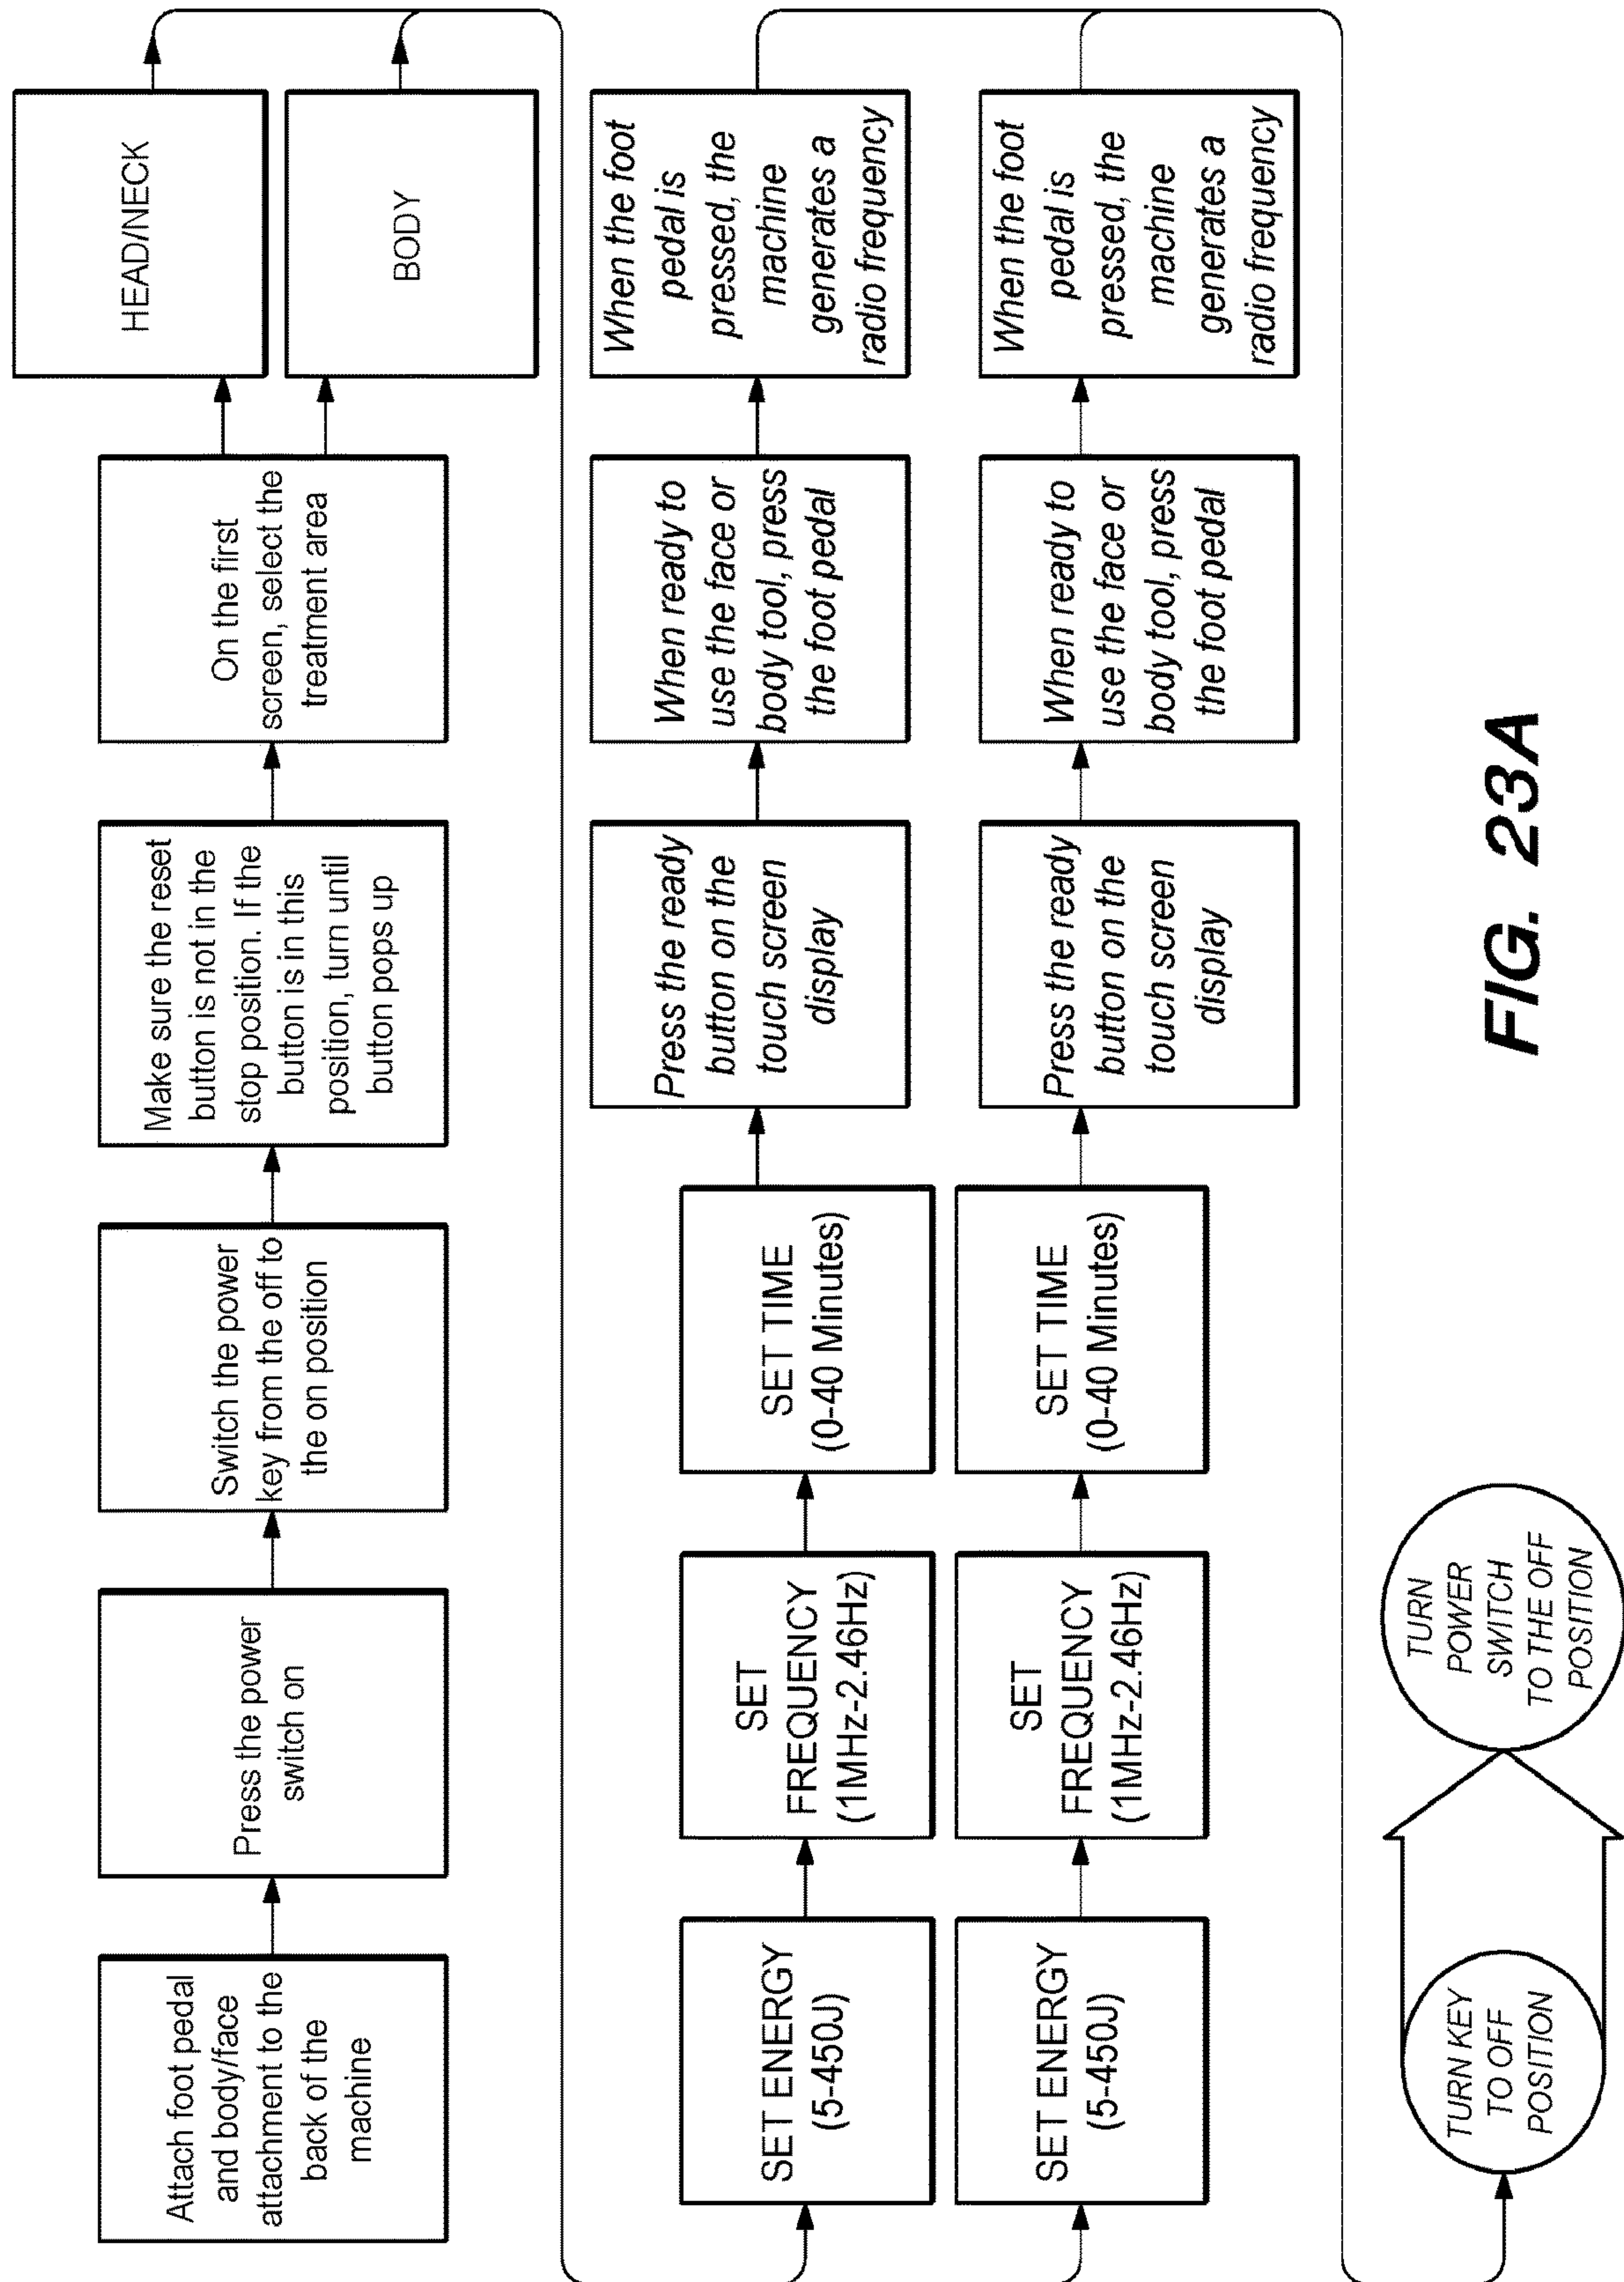 Attach foot pedal
and body/face
attachment to the
back of the
machine
Press the power
switch on
Switch the power
key from the off to
the on position
Make sure the reset
button is not in the
stop position. If the
button is in this
position, turn until
button pops up
On the first
screen, select the
treatment area
HEAD/NECK
BODY
SET ENERGY
(5-450J)
SET
FREQUENCY
(1MHz-2.46Hz)
SET TIME
(0-40 Minutes)
Press the ready
button on the
touch screen
display
When ready to
use the face or
body tool, press
the foot pedal
When the foot
pedal is
pressed, the
machine
generates a
radio frequency
SET ENERGY
(5-450J)
SET
FREQUENCY
(1MHz-2.46Hz)
SET TIME
(0-40 Minutes)
Press the ready
button on the
touch screen
display
When ready to
use the face or
body tool, press
the foot pedal
When the foot
pedal is
pressed, the
machine
generates a
radio frequency
TURN KEY
TO OFF
POSITION
TURN
POWER
SWITCH
TO THE OFF
POSITION
FIG. 23A